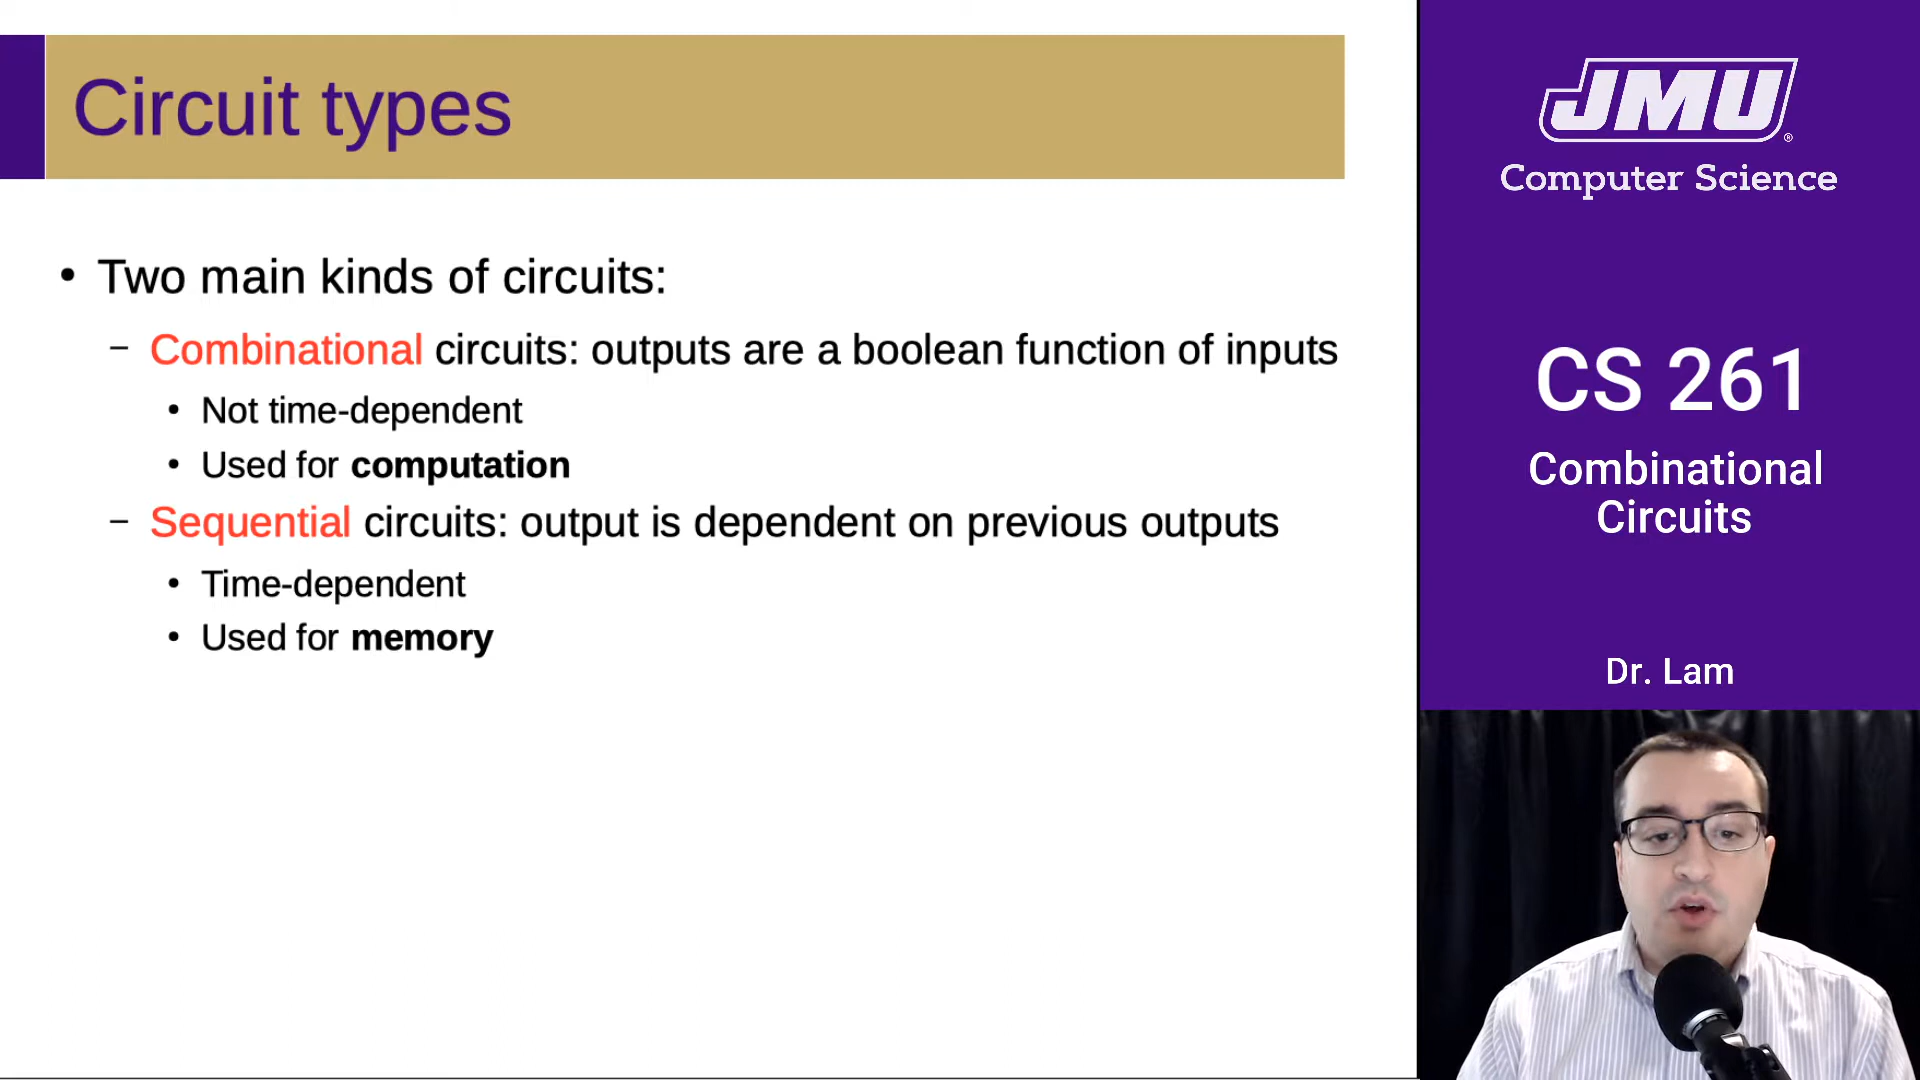 Circuit types
• Two main kinds of circuits:
– Combinational circuits: outputs are a boolean function of inputs
• Not time-dependent
• Used for computation
– Sequential circuits: output is dependent on previous outputs
• Time-dependent
• Used for memory
JMU®
Computer Science
CS 261
Combinational
Circuits
Dr. Lam